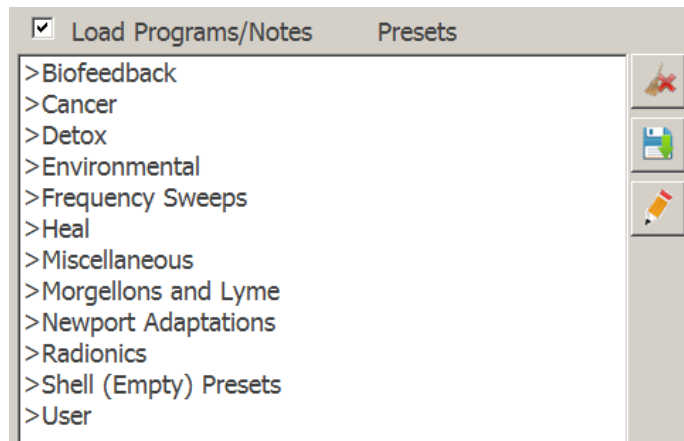 Load Programs/Notes Presets
>Biofeedback
>Cancer
>Detox
>Environmental
>Frequency Sweeps
>Heal
>Miscellaneous
>Morgellons and Lyme
>Newport Adaptations
>Radionics
>Shell (Empty) Presets
>User